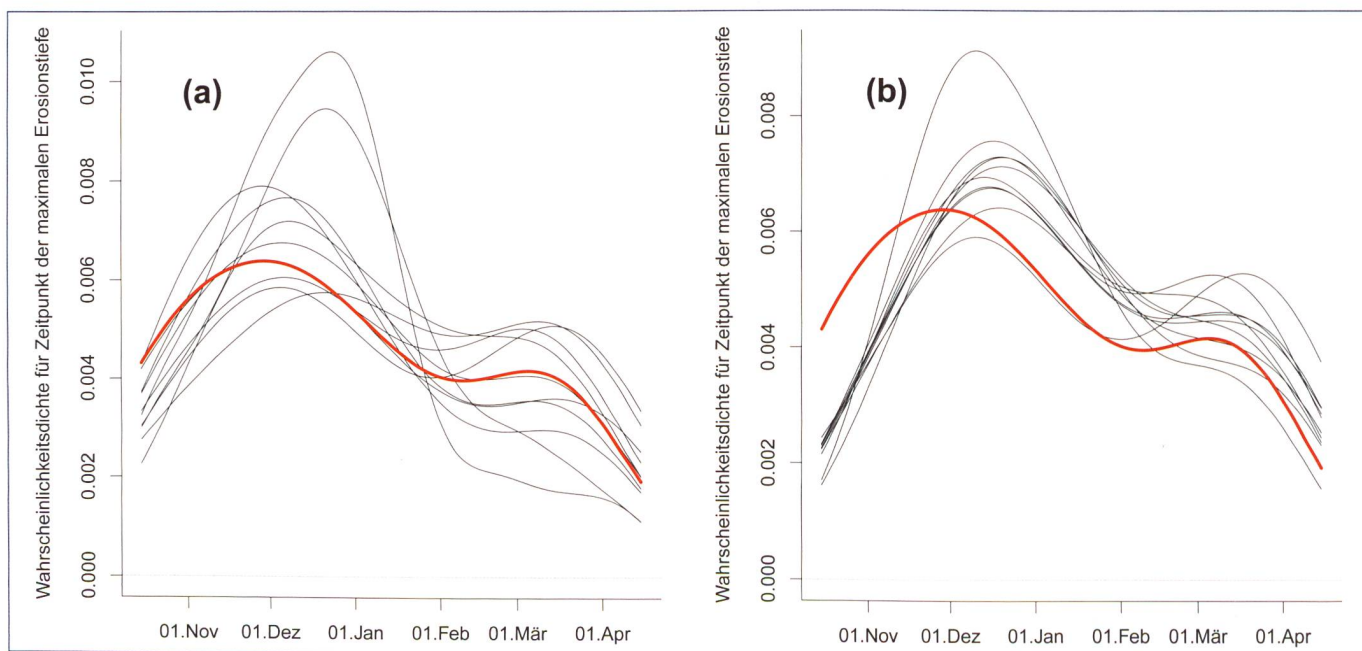 Wahrscheinlichkeitsdichte für Zeitpunkt der maximalen Erosionstiefe
0.010
0.008
0.006
0.004
0.002
0.000
(a)
01.Nov 01.Dez 01.Jan 01.Feb 01.Mär 01.Apr
Wahrscheinlichkeitsdichte für Zeitpunkt der maximalen Erosionstiefe
0.008
0.006
0.004
0.002
0.000
(b)
01.Nov 01.Dez 01.Jan 01.Feb 01.Mär 01.Apr